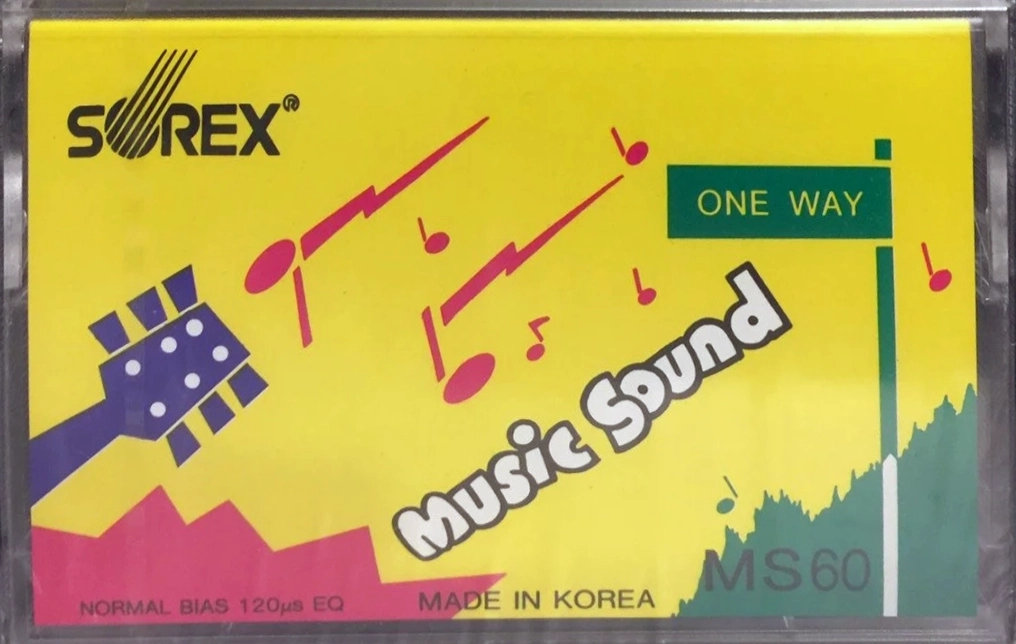 SOREX®
ONE WAY
Music Sound
MS60
NORMAL BIAS 120µs EQ
MADE IN KOREA